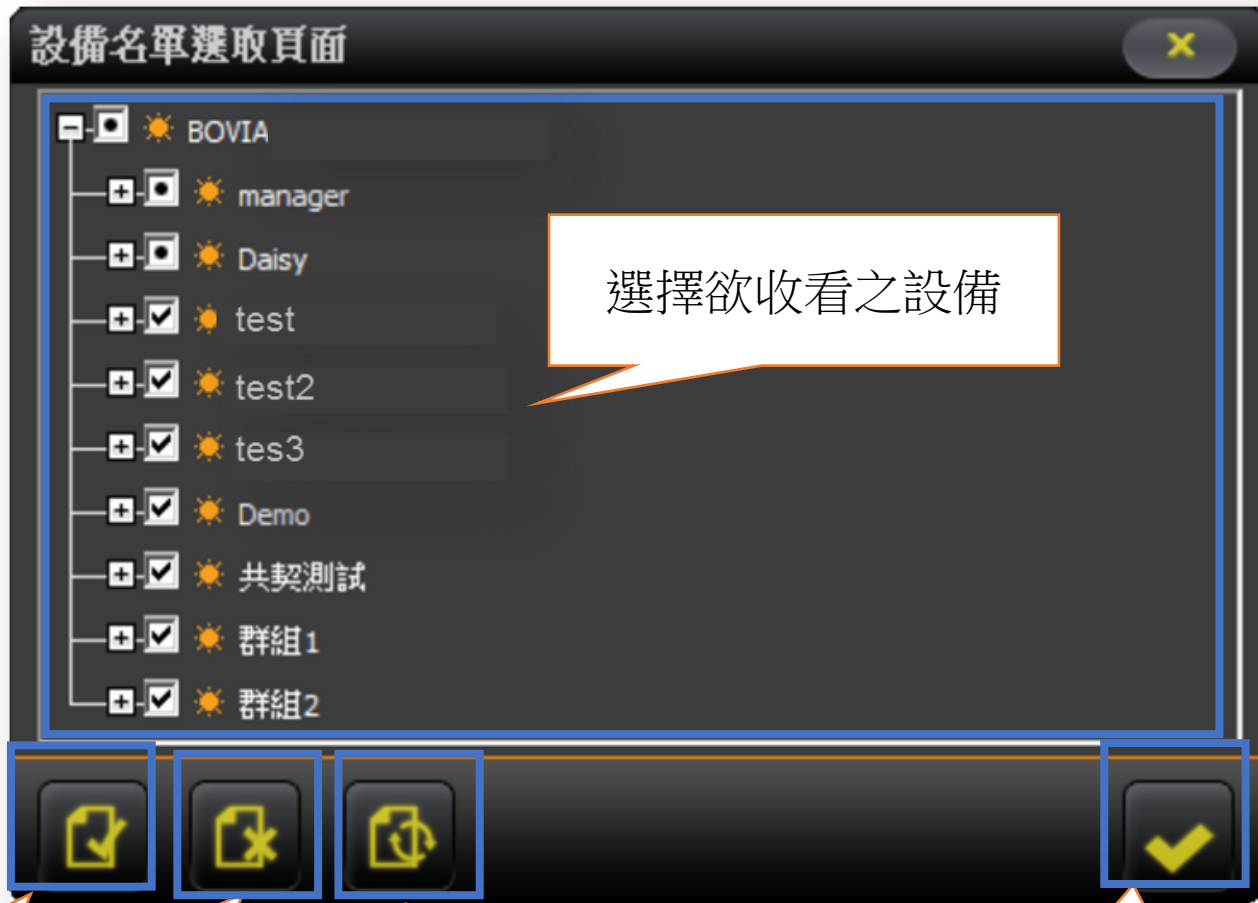 設備名單選取頁面
BOVIA
manager
Daisy
選擇欲收看之設備
test
test2
tes3
Demo
共契測試
群組1
群組2